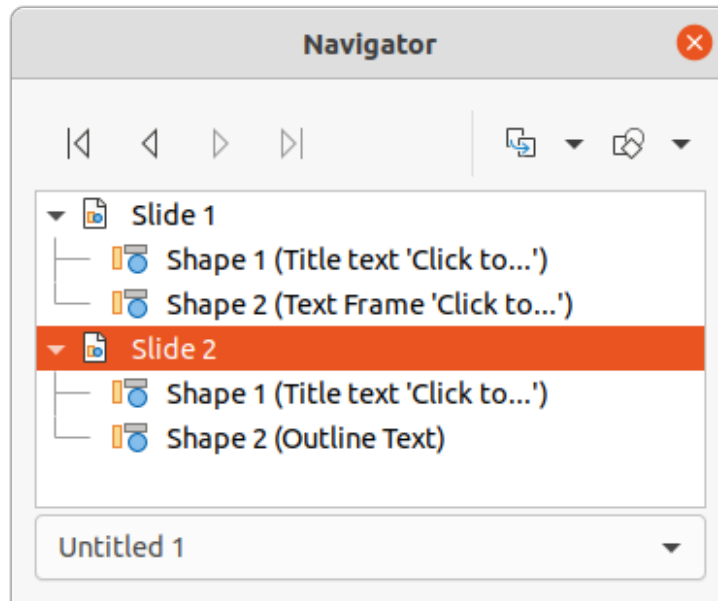 Navigator
Slide 1
Shape 1 (Title text 'Click to...')
Shape 2 (Text Frame 'Click to...')
Slide 2
Shape 1 (Title text 'Click to...')
Shape 2 (Outline Text)
Untitled 1